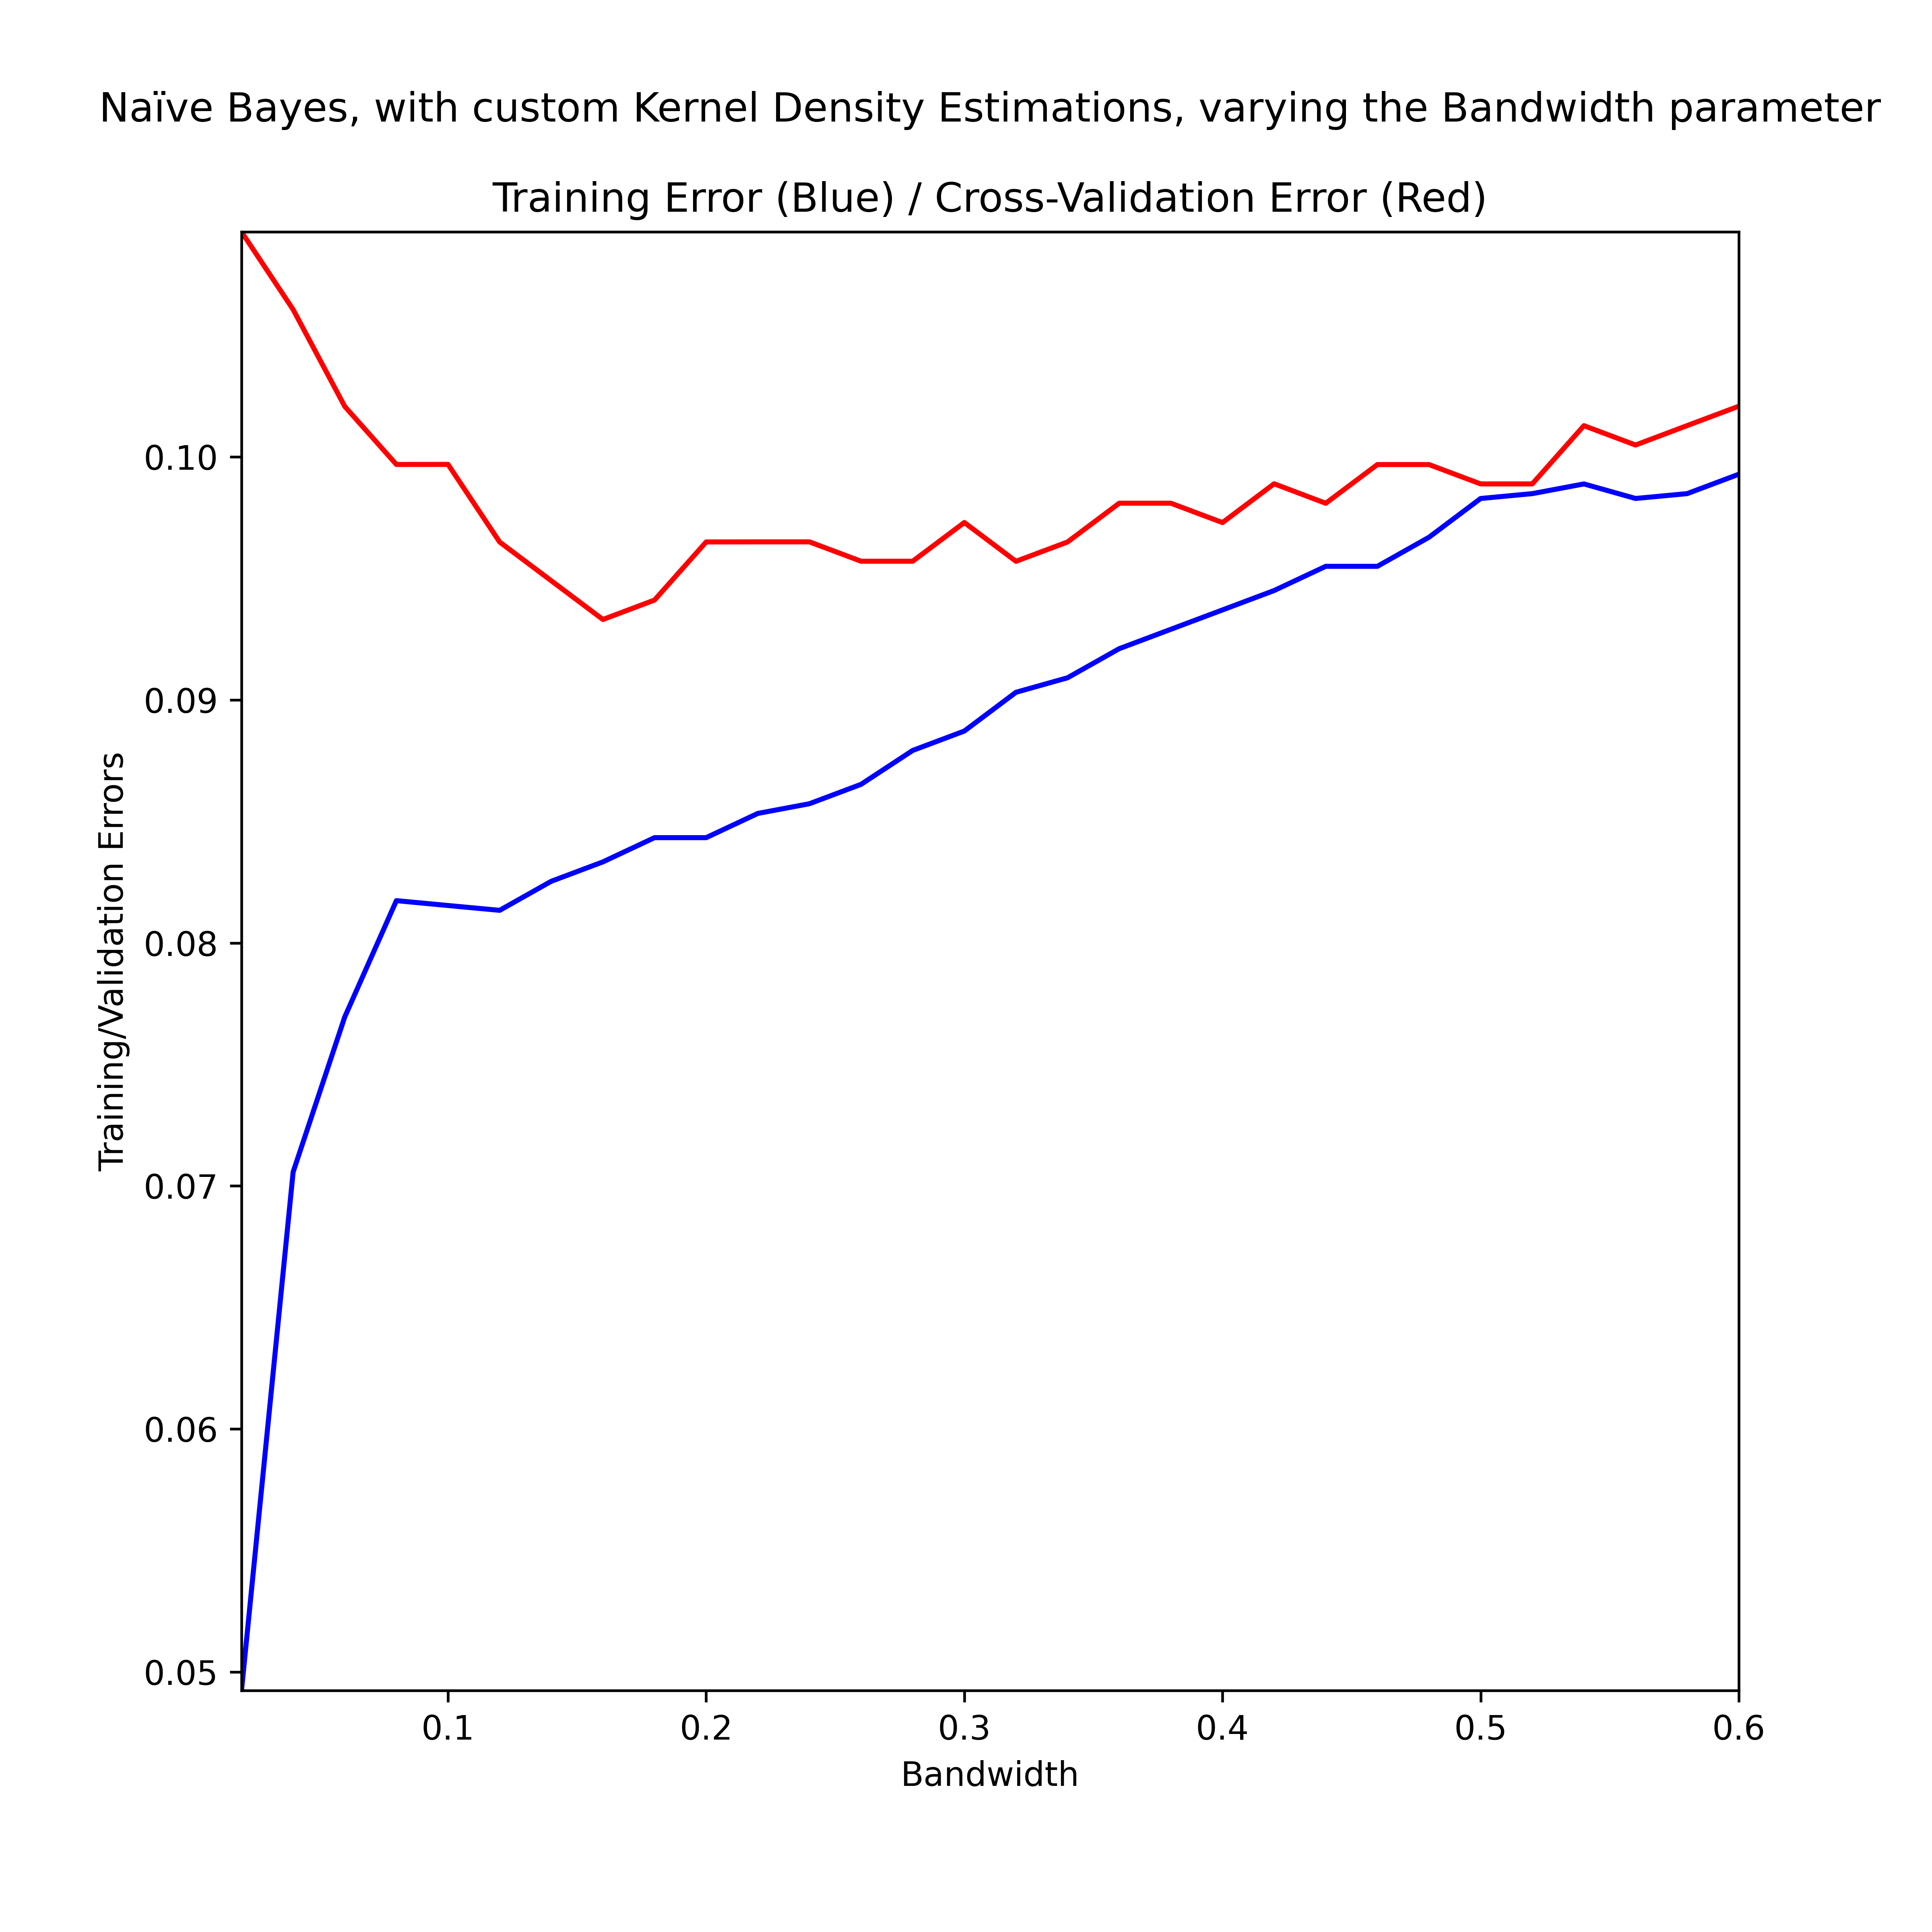 Naïve Bayes, with custom Kernel Density Estimations, varying the Bandwidth parameter
Training Error (Blue) / Cross-Validation Error (Red)
Training/Validation Errors
0.10
0.09
0.08
0.07
0.06
0.05
0.1 0.2 0.3 0.4 0.5 0.6
Bandwidth